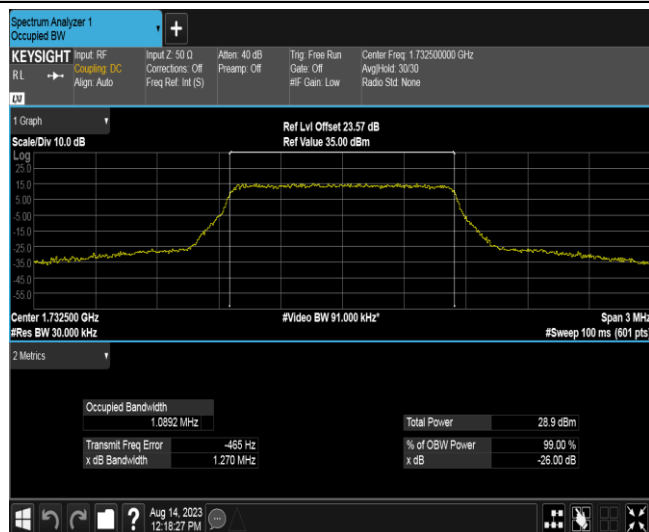 Spectrum Analyzer 1
Occupied BW
+
KEYSIGHT Input: RF Input Z: 50 Ω Atten: 40 dB Trig: Free Run Center Freq: 1.732500000 GHz
RL Coupling: DC Corrections: Off Preamp: Off Gate: Off Avg|Hold: 30/30
Align: Auto Freq Ref: Int (S) #IF Gain: Low Radio Std: None
LXI
1 Graph
Ref Lvl Offset 23.57 dB
Scale/Div 10.0 dB Ref Value 35.00 dBm
Log
25.0
15.0
5.00
-5.00
-15.0
-25.0
-35.0
-45.0
-55.0
Center 1.732500 GHz #Video BW 91.000 kHz* Span 3 MHz
#Res BW 30.000 kHz #Sweep 100 ms (601 pts)
2 Metrics
Occupied Bandwidth
1.0892 MHz Total Power 28.9 dBm
Transmit Freq Error -465 Hz % of OBW Power 99.00 %
x dB Bandwidth 1.270 MHz x dB -26.00 dB
? Aug 14, 2023
12:18:27 PM